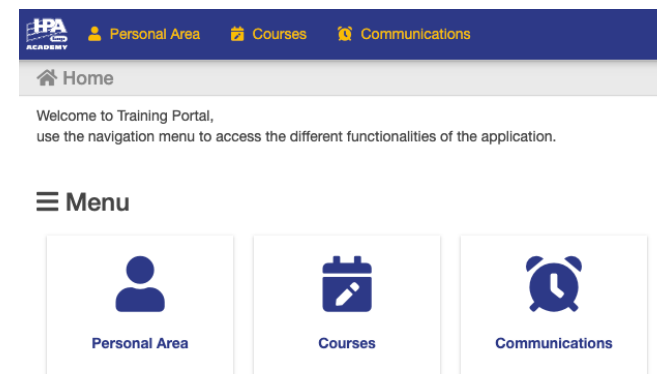 HPA
ACADEMY
Personal Area
Courses
Communications
Home
Welcome to Training Portal,
use the navigation menu to access the different functionalities of the application.
Menu
Personal Area
Courses
Communications